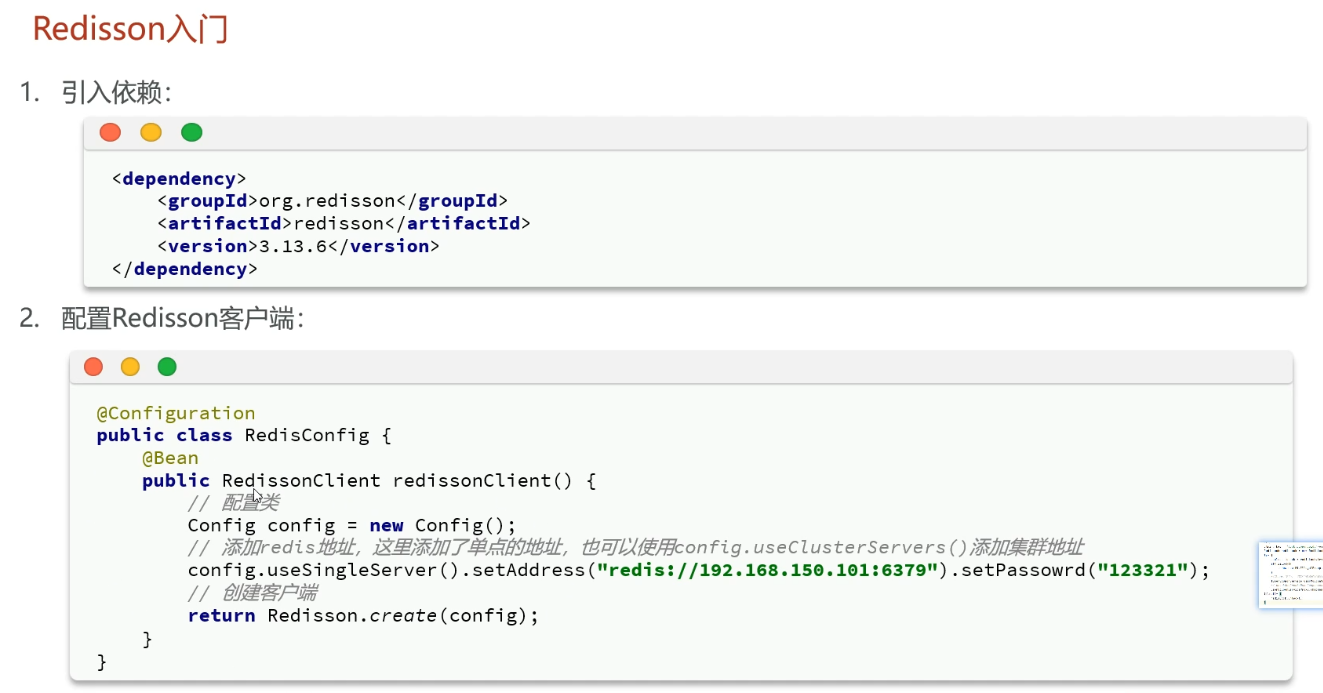 Redisson入门
1. 引入依赖：
<dependency>
<groupId>org.redisson</groupId>
<artifactId>redisson</artifactId>
<version>3.13.6</version>
</dependency>
2. 配置Redisson客户端：
@Configuration
public class RedisConfig {
@Bean
public RedissonClient redissonClient() {
// 配置类
Config config = new Config();
// 添加redis地址，这里添加了单点的地址，也可以使用config.useClusterServers()添加集群地址
config.useSingleServer().setAddress("redis://192.168.150.101:6379").setPassowrd("123321");
// 创建客户端
return Redisson.create(config);
}
}